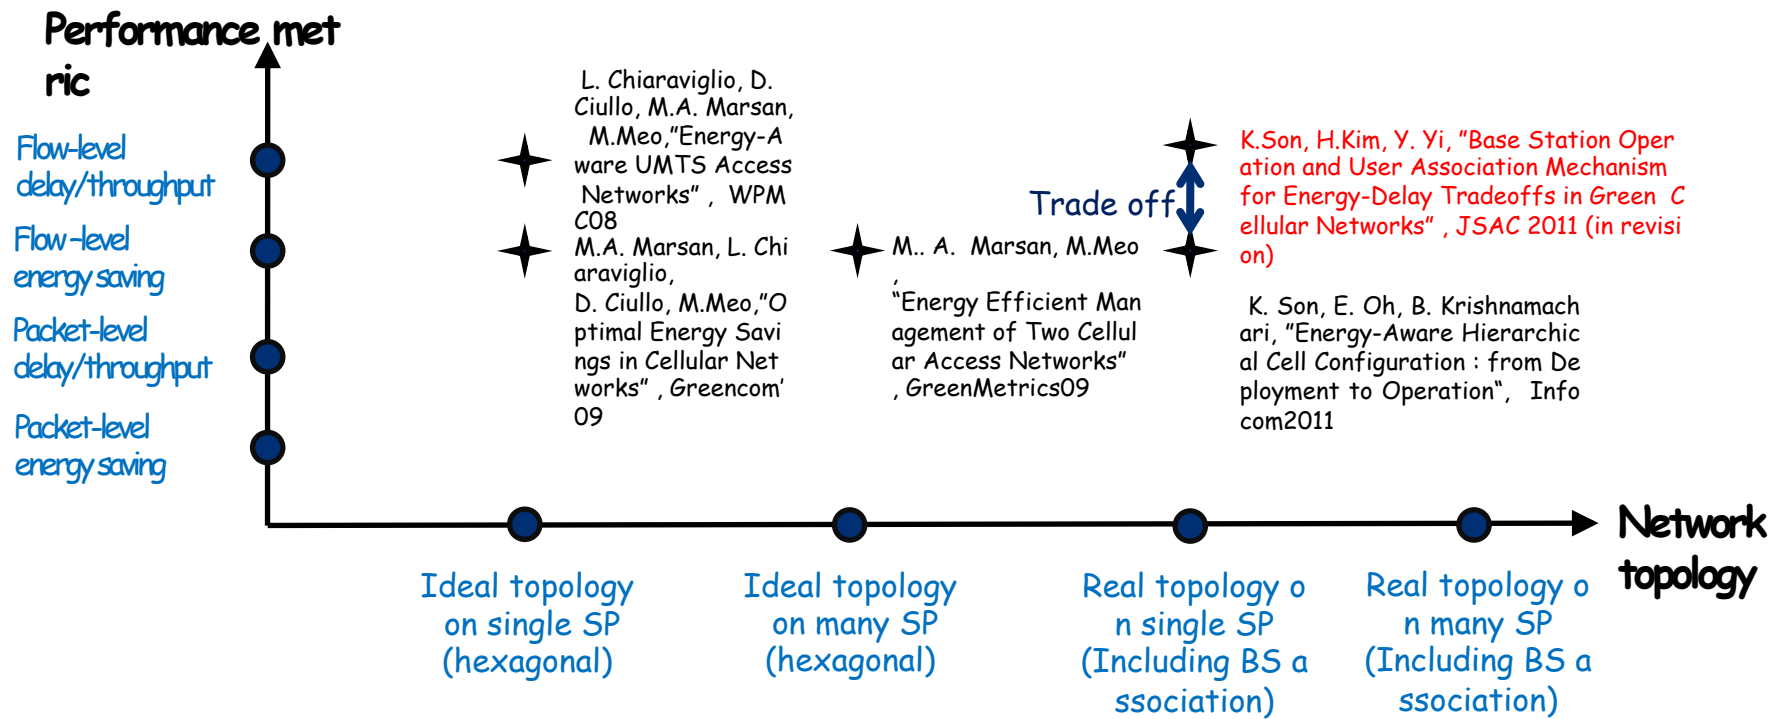 Performance met
ric
Flow-level
delay/throughput
Flow-level
energy saving
Packet-level
delay/throughput
Packet-level
energy saving
L. Chiaraviglio, D.
Ciullo, M.A. Marsan,
M.Meo,"Energy-A
ware UMTS Access
Networks" , WPM
C08
M.A. Marsan, L. Chi
araviglio,
D. Ciullo, M.Meo,"O
ptimal Energy Savi
ngs in Cellular Net
works" , Greencom'
09
M.. A. Marsan, M.Meo
,
“Energy Efficient Man
agement of Two Cellul
ar Access Networks"
, GreenMetrics09
Trade off
K.Son, H.Kim, Y. Yi, "Base Station Oper
ation and User Association Mechanism
for Energy-Delay Tradeoffs in Green C
ellular Networks" , JSAC 2011 (in revisi
on)
K. Son, E. Oh, B. Krishnamach
ari, "Energy-Aware Hierarchic
al Cell Configuration : from De
ployment to Operation“, Info
com2011
Network
topology
Ideal topology
on single SP
(hexagonal)
Ideal topology
on many SP
(hexagonal)
Real topology o
n single SP
(Including BS a
ssociation)
Real topology o
n many SP
(Including BS a
ssociation)